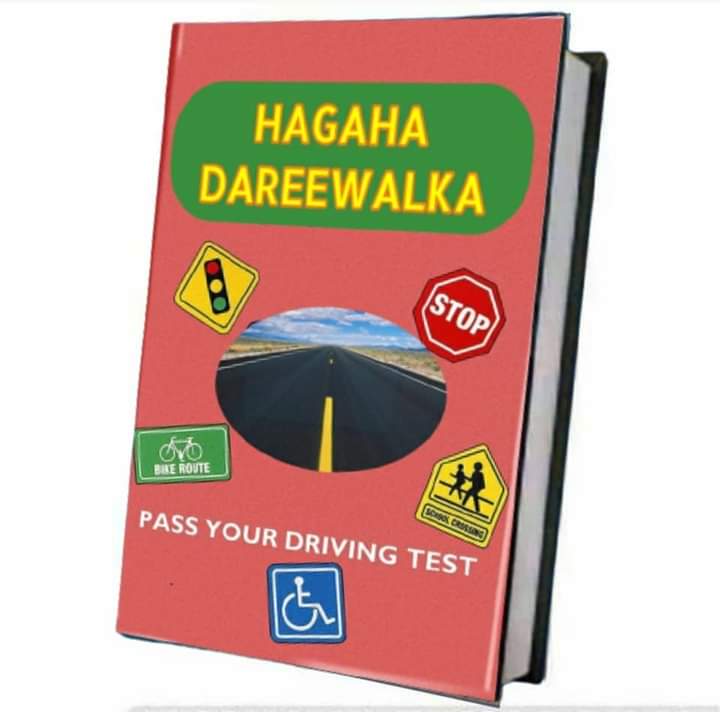 HAGAHA
DAREEWALKA
STOP
BIKE ROUTE
SCHOOL CROSSING
PASS YOUR DRIVING TEST